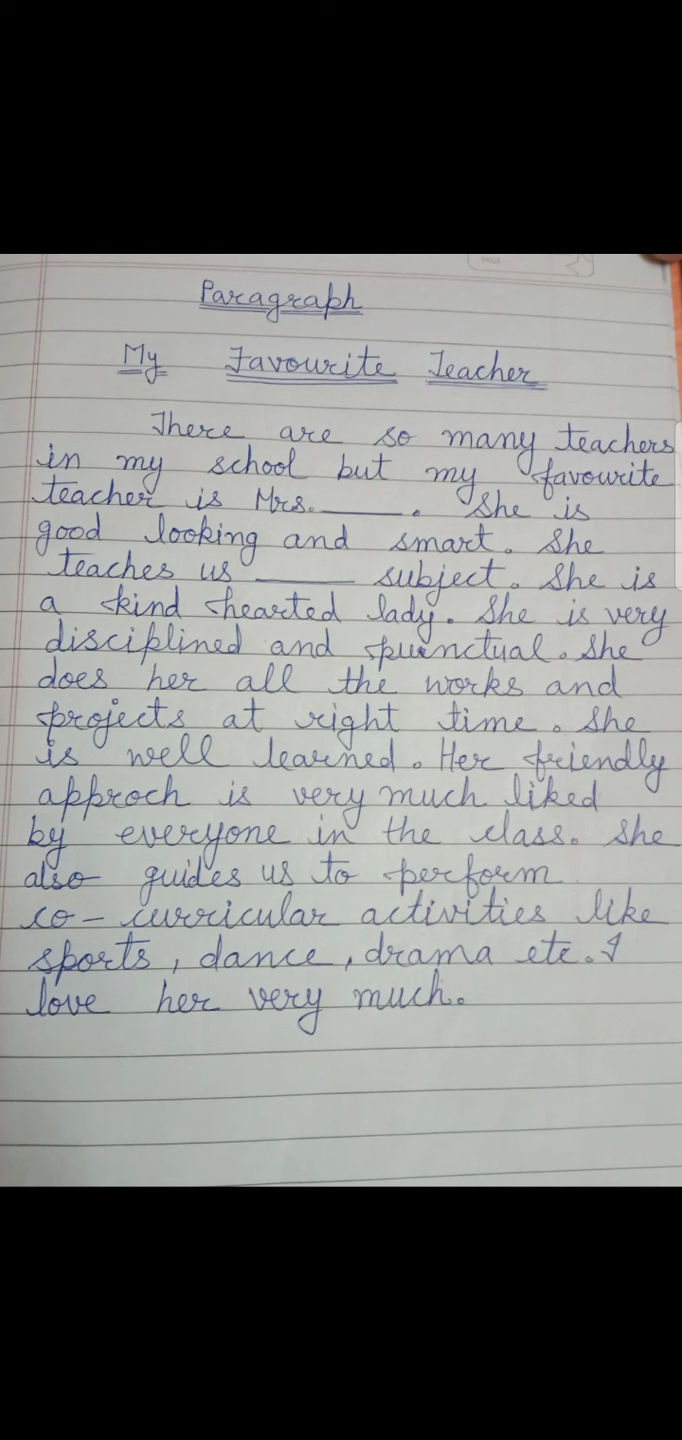 PAGE
Paragraph
My Favourite Teacher
There are so many teachers
in my school but my favourite
teacher is Mrs. ______. She is
good looking and smart. She
teaches us ______ subject. She is
a kind hearted lady. She is very
disciplined and punctual. She
does her all the works and
projects at right time. She
is well learned. Her friendly
approch is very much liked
by everyone in the class. She
also guides us to perform
co-curricular activities like
sports, dance, drama etc. I
love her very much.